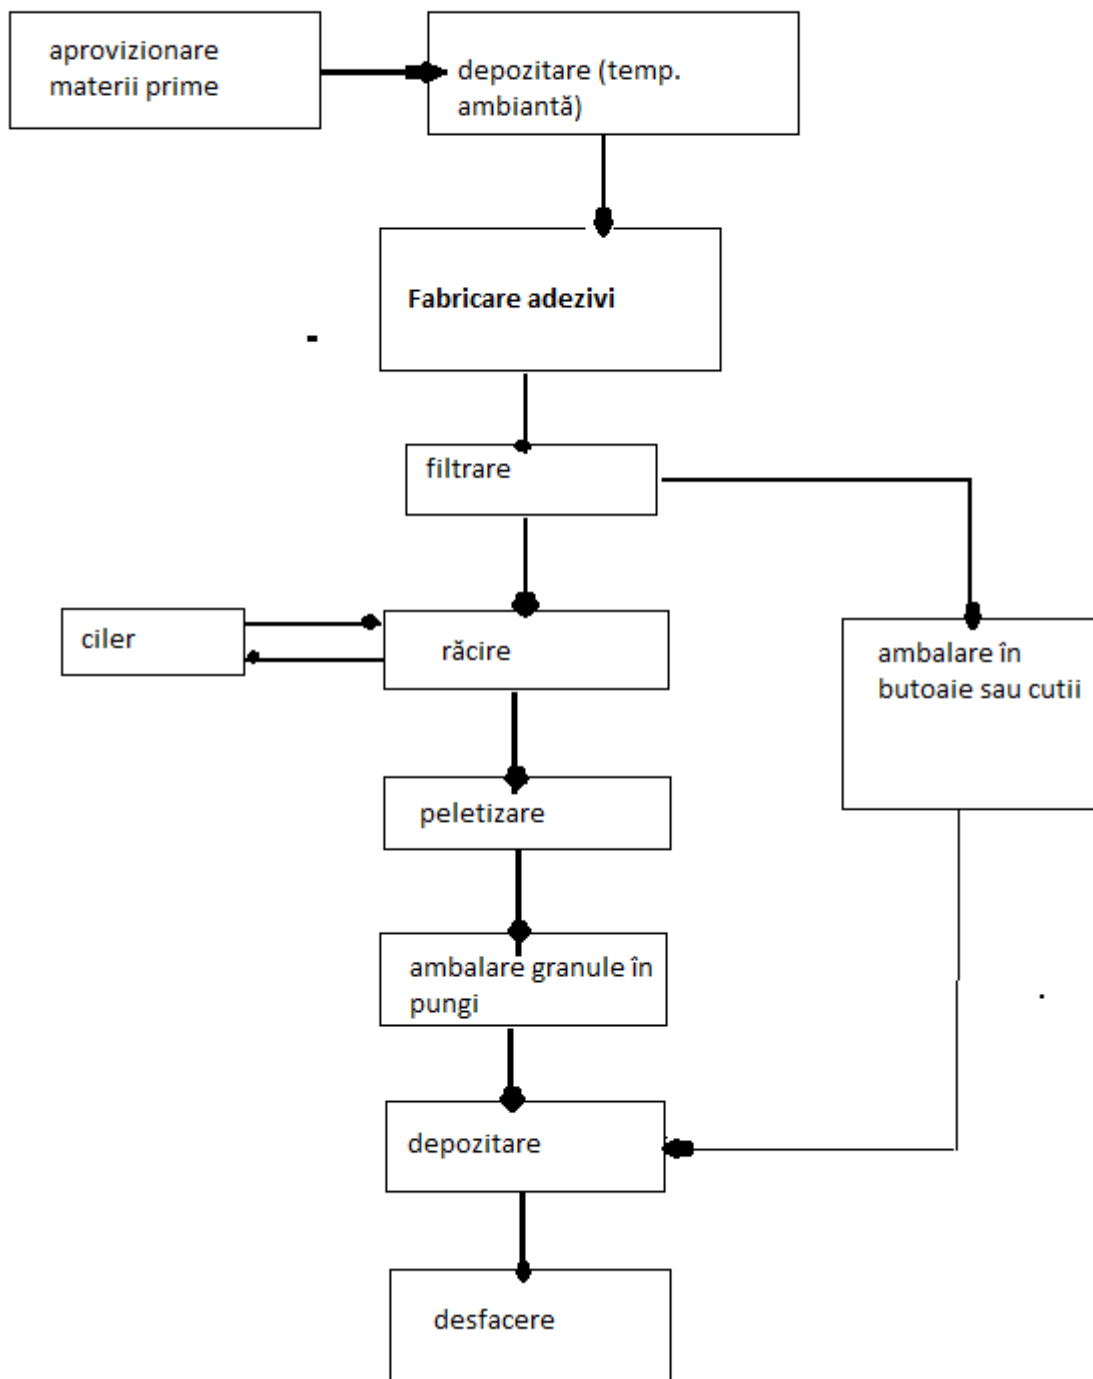 aprovizionare
materii prime
depozitare (temp.
ambiantă)
Fabricare adezivi
filtrare
ciler
răcire
ambalare în
butoaie sau cutii
peletizare
ambalare granule în
pungi
depozitare
desfacere